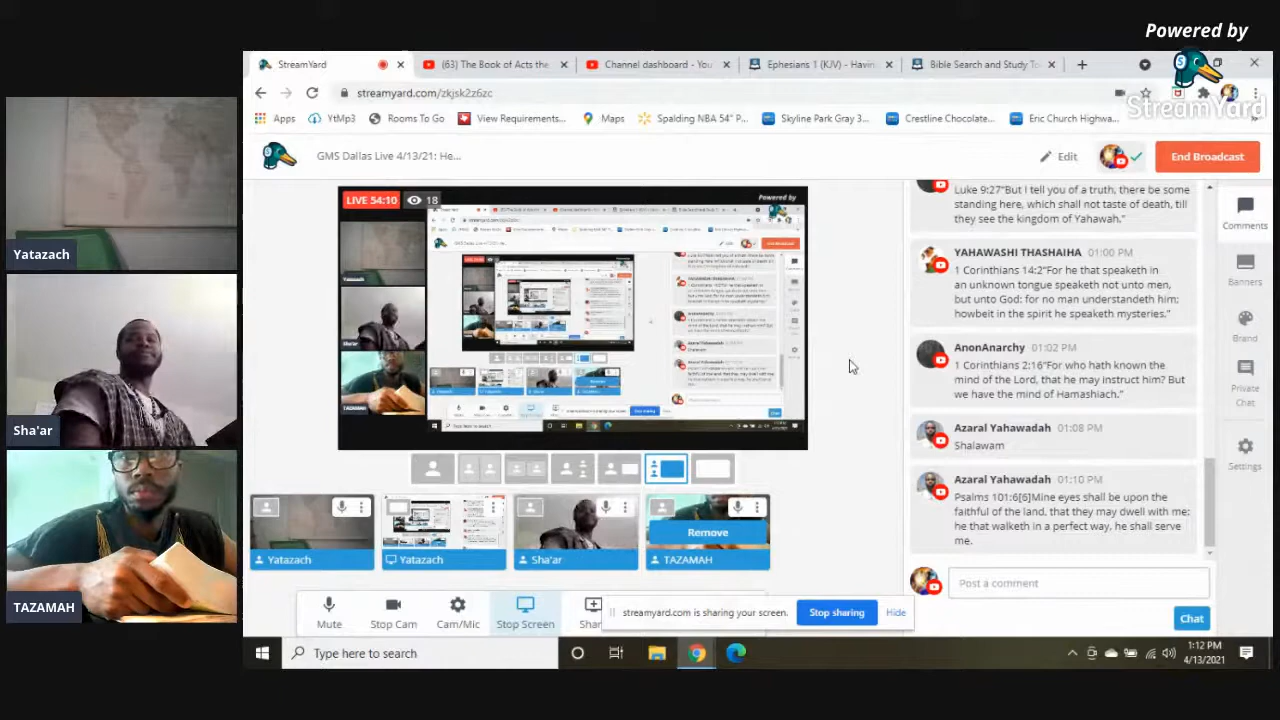 Powered by
StreamYard
StreamYard
(63) The Book of Acts the
Channel dashboard - You
Ephesians 1 (KJV) - Havin
Bible Search and Study To
streamyard.com/zkjsk2z6zc
Apps
YtMp3
Rooms To Go
View Requirements...
Maps
Spalding NBA 54" P...
Skyline Park Gray 3...
Crestline Chocolate...
Eric Church Highwa...
GMS Dallas Live 4/13/21: He...
Edit
End Broadcast
Yatazach
Sha'ar
TAZAMAH
LIVE 54:10
18
Powered by
Luke 9:27"But I tell you of a truth, there be some
standing here, which shall not taste of death, till
they see the kingdom of Yahawah."
YAHAWASHI THASHAIHA 01:00 PM
1 Corinthians 14:2"For he that speaketh in
an unknown tongue speaketh not unto men,
but unto God: for no man understandeth him;
howbeit in the spirit he speaketh mysteries."
AnonAnarchy 01:02 PM
1 Corinthians 2:16"For who hath known the
mind of the Lord, that he may instruct him? But
we have the mind of Hamashiach."
Azaral Yahawadah 01:08 PM
Shalawam
Azaral Yahawadah 01:10 PM
Psalms 101:6[6]Mine eyes shall be upon the
faithful of the land, that they may dwell with me:
he that walketh in a perfect way, he shall serve
me.
Comments
Banners
Brand
Private
Chat
Settings
Yatazach
Yatazach
Sha'ar
Remove
TAZAMAH
Post a comment
Chat
Mute
Stop Cam
Cam/Mic
Stop Screen
Shar
streamyard.com is sharing your screen.
Stop sharing
Hide
Type here to search
1:12 PM
4/13/2021